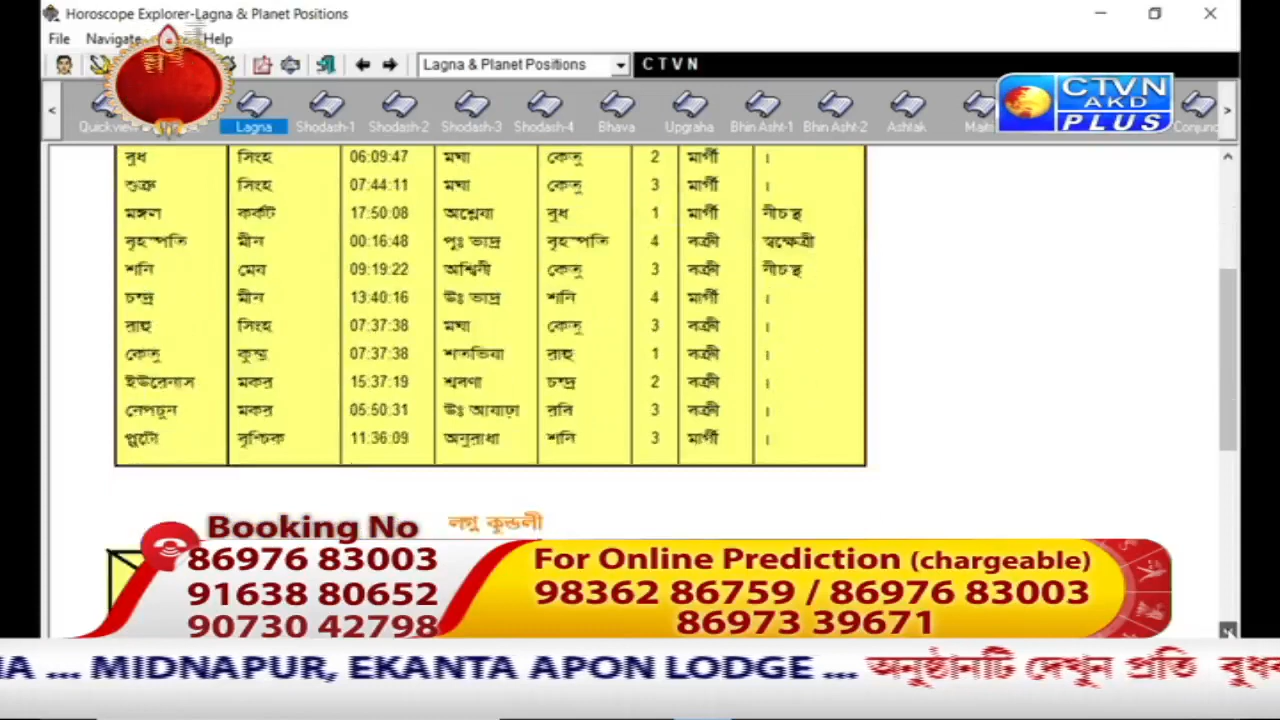 Horoscope Explorer-Lagna & Planet Positions
File Navigate Help
Lagna & Planet Positions CTVN
CTVN
AKD
PLUS
< Lagna Shodash-1 Shodash-2 Shodash-3 Shodash-4 Bhava Upgraha Bhin Asht-1 Bhin Asht-2 Ashtak >
বুধ সিংহ 06:09:47 মঘা কেতু 2 মার্গী ।
শুক্র সিংহ 07:44:11 মঘা কেতু 3 মার্গী ।
মঙ্গল কর্কট 17:50:08 অশ্লেষা বুধ 1 মার্গী নীচস্থ
বৃহস্পতি মীন 00:16:48 পুঃ ভাদ্র বৃহস্পতি 4 বক্রী স্বক্ষেত্রী
শনি মেষ 09:19:22 অশ্বিনী কেতু 3 বক্রী নীচস্থ
চন্দ্র মীন 13:40:16 উঃ ভাদ্র শনি 4 মার্গী ।
রাহু সিংহ 07:37:38 মঘা কেতু 3 বক্রী ।
কেতু কুম্ভ 07:37:38 শতভিষা রাহু 1 বক্রী ।
ইউরেনাস মকর 15:37:19 শ্রবণা চন্দ্র 2 বক্রী ।
নেপচুন মকর 05:50:31 উঃ আষাঢ়া রবি 3 বক্রী ।
প্লুটো বৃশ্চিক 11:36:09 অনুরাধা শনি 3 মার্গী ।
লগ্ন কুন্ডলী
Booking No
86976 83003
91638 80652
90730 42798
For Online Prediction (chargeable)
98362 86759 / 86976 83003
86973 39671
... MIDNAPUR, EKANTA APON LODGE ... অনুষ্ঠানটি দেখুন প্রতি